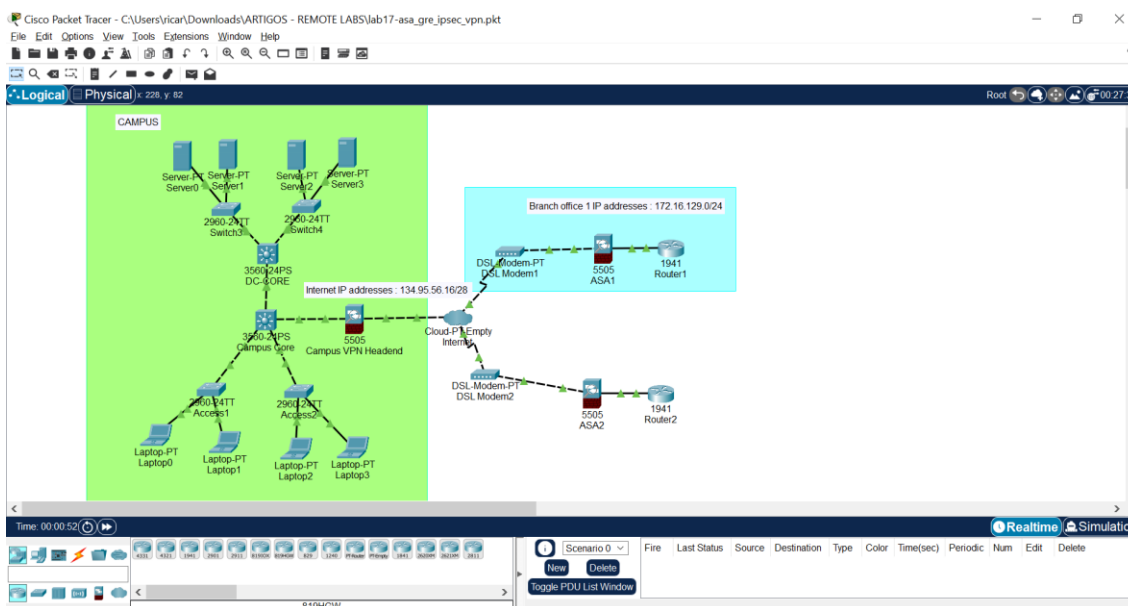 Cisco Packet Tracer - C:\Users\ricar\Downloads\ARTIGOS - REMOTE LABS\lab17-asa_gre_ipsec_vpn.pkt
File Edit Options View Tools Extensions Window Help
Logical Physical x: 228, y: 82 Root 00:27:
CAMPUS
Server-PT Server-PT Server-PT Server-PT
Server0 Server1 Server2 Server3
2960-24TT 2960-24TT
Switch3 Switch4
Branch office 1 IP addresses : 172.16.129.0/24
3560-24PS
DC-CORE
DSL-Modem-PT
DSL Modem1
5505
ASA1
1941
Router1
Internet IP addresses : 134.95.56.16/28
3560-24PS
Campus Core
5505
Campus VPN Headend
Cloud-PT-Empty
Internet
DSL-Modem-PT
DSL Modem2
5505
ASA2
1941
Router2
2960-24TT 2960-24TT
Access1 Access2
Laptop-PT Laptop-PT Laptop-PT Laptop-PT
Laptop0 Laptop1 Laptop2 Laptop3
Time: 00:00:52 Realtime Simulatio
Scenario 0 Fire Last Status Source Destination Type Color Time(sec) Periodic Num Edit Delete
New Delete
Toggle PDU List Window
4331 4321 1941 2901 2911 819HGW 829 1240 1841 2620XM 2621XM 2811
819HGW